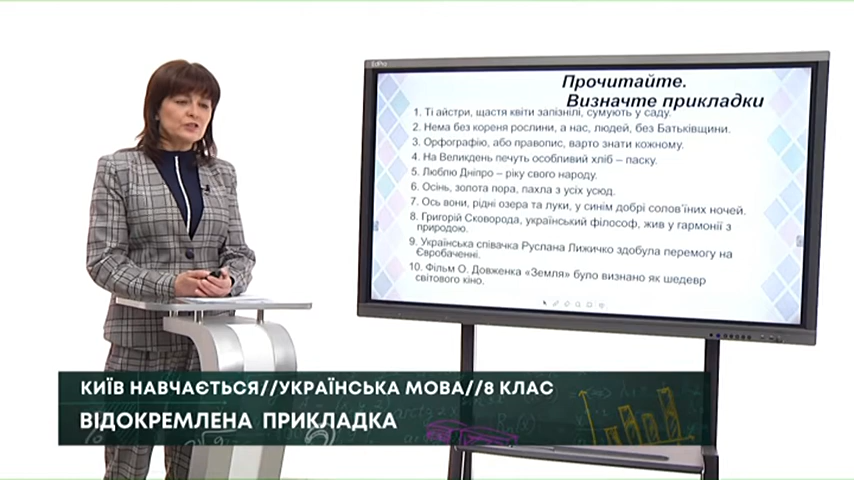 EdPro
Прочитайте.
Визначте прикладки
1. Ті айстри, щастя квіти запізнілі, сумують у саду.
2. Нема без кореня рослини, а нас, людей, без Батьківщини.
3. Орфографію, або правопис, варто знати кожному.
4. На Великдень печуть особливий хліб – паску.
5. Люблю Дніпро – ріку свого народу.
6. Осінь, золота пора, пахла з усіх усюд.
7. Ось вони, рідні озера та луки, у синім добрі солов'їних ночей.
8. Григорій Сковорода, український філософ, жив у гармонії з
природою.
9. Українська співачка Руслана Лижичко здобула перемогу на
Євробаченні.
10. Фільм О. Довженка «Земля» було визнано як шедевр
світового кіно.
КИЇВ НАВЧАЄТЬСЯ//УКРАЇНСЬКА МОВА//8 КЛАС
ВІДОКРЕМЛЕНА ПРИКЛАДКА